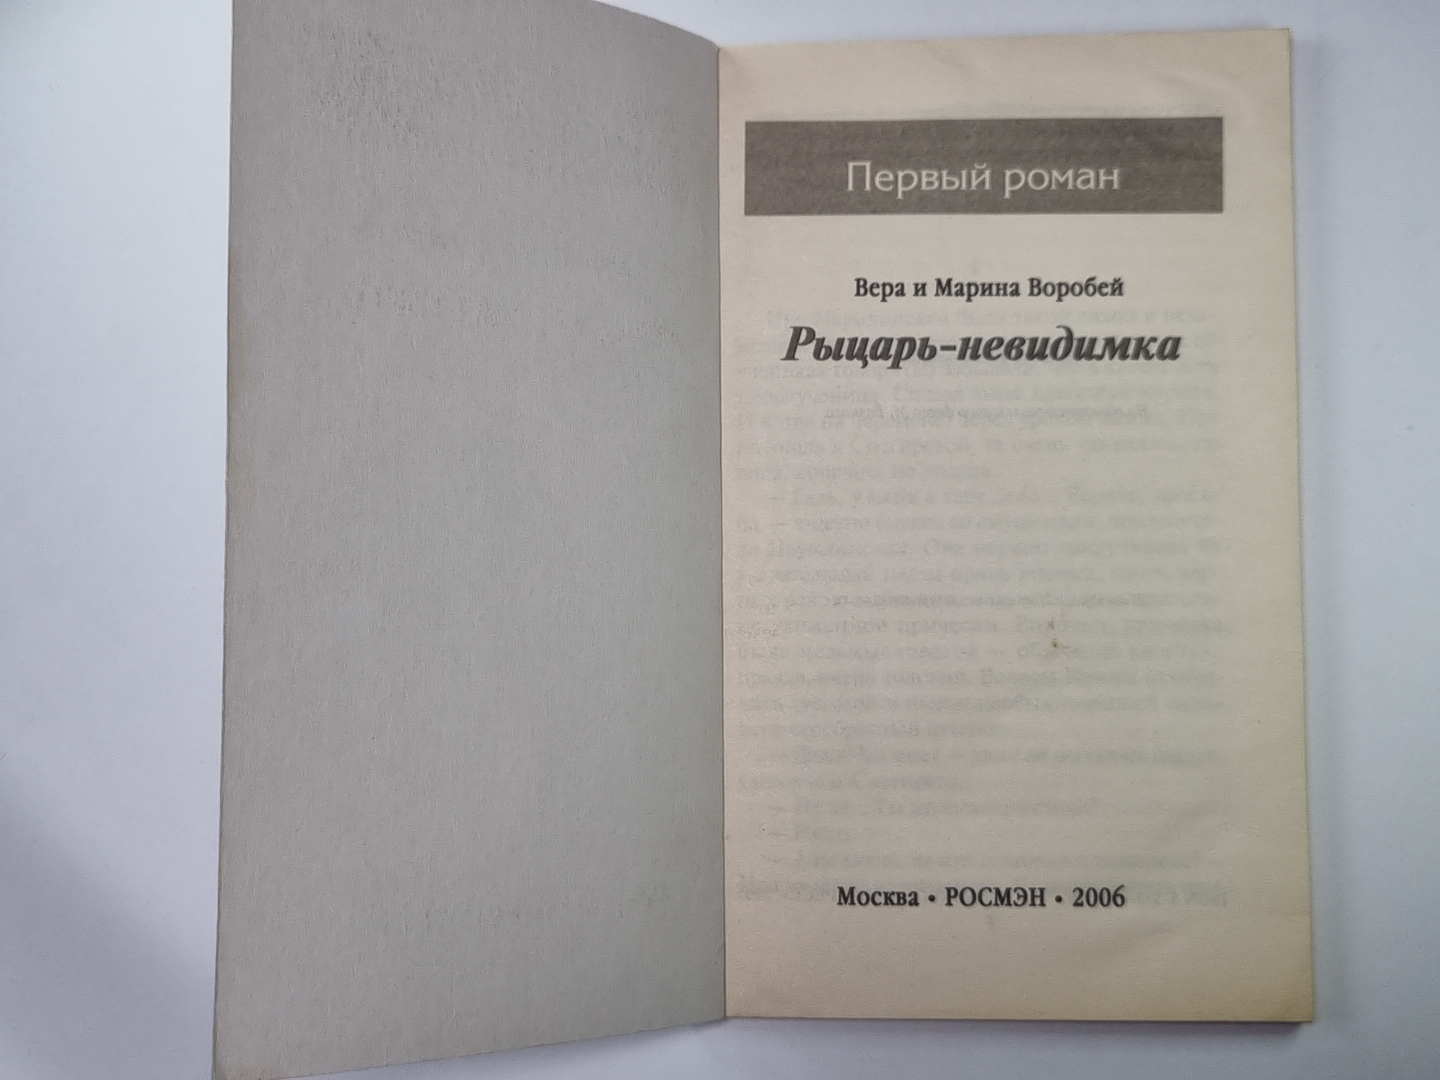 Первый роман
Вера и Марина Воробей
Рыцарь-невидимка
Москва • РОСМЭН • 2006